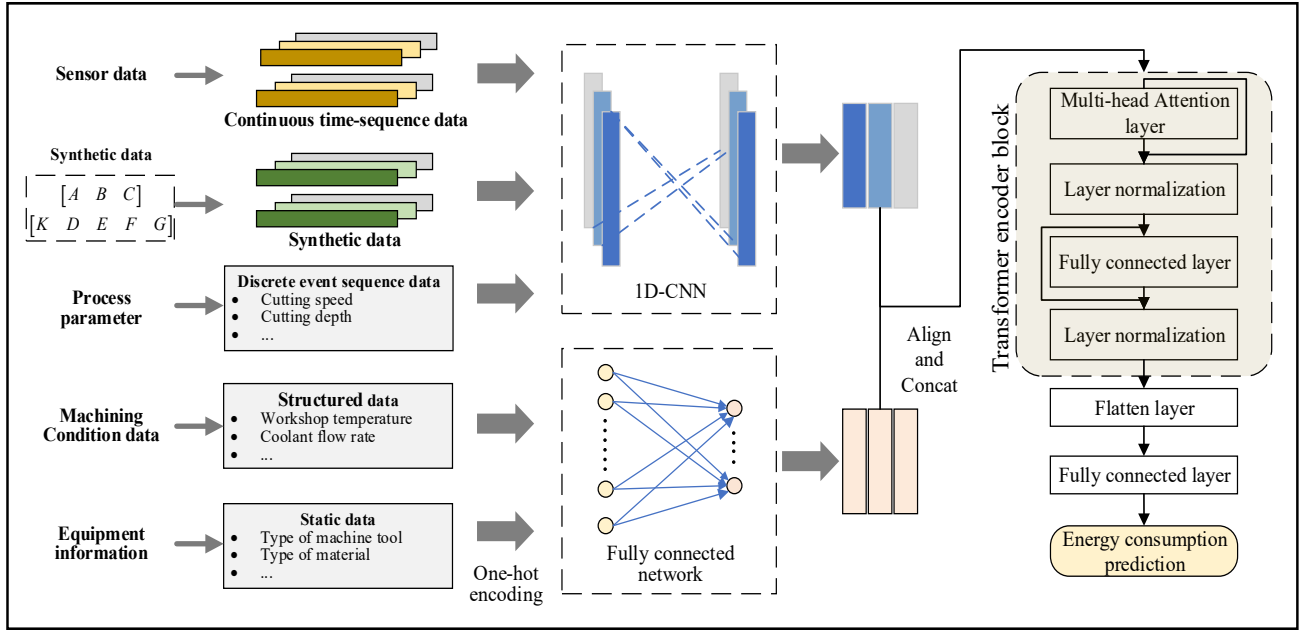 Sensor data
Continuous time-sequence data
Synthetic data
[A B C]
[K D E F G]
Synthetic data
Process
parameter
Discrete event sequence data
• Cutting speed
• Cutting depth
• ...
1D-CNN
Machining
Condition data
Structured data
• Workshop temperature
• Coolant flow rate
• ...
Equipment
information
Static data
• Type of machine tool
• Type of material
• ...
One-hot
encoding
Fully connected
network
Align
and
Concat
Transformer encoder block
Multi-head Attention
layer
Layer normalization
Fully connected layer
Layer normalization
Flatten layer
Fully connected layer
Energy consumption
prediction